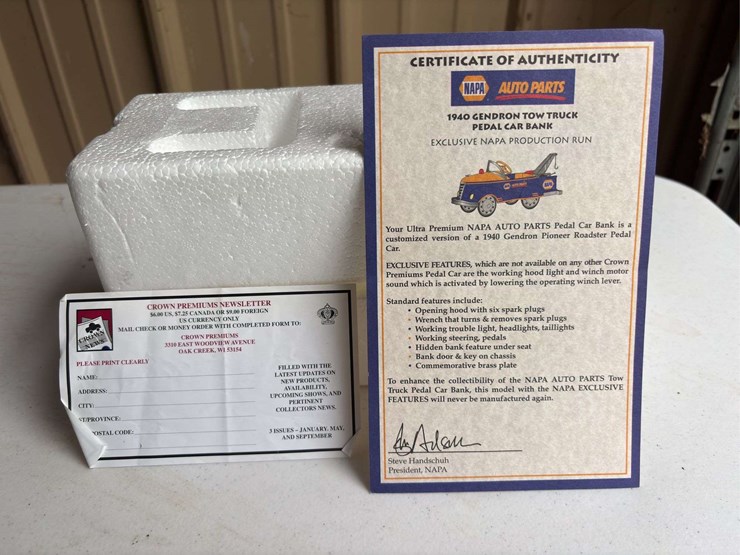 CERTIFICATE OF AUTHENTICITY
NAPA AUTO PARTS
1940 GENDRON TOW TRUCK
PEDAL CAR BANK
EXCLUSIVE NAPA PRODUCTION RUN
Your Ultra Premium NAPA AUTO PARTS Pedal Car Bank is a
customized version of a 1940 Gendron Pioneer Roadster Pedal
Car.
EXCLUSIVE FEATURES, which are not available on any other Crown
Premiums Pedal Car are the working hood light and winch motor
sound which is activated by lowering the operating winch lever.
Standard features include:
• Opening hood with six spark plugs
• Wrench that turns & removes spark plugs
• Working trouble light, headlights, taillights
• Working steering, pedals
• Hidden bank feature under seat
• Bank door & key on chassis
• Commemorative brass plate
To enhance the collectibility of the NAPA AUTO PARTS Tow
Truck Pedal Car Bank, this model with the NAPA EXCLUSIVE
FEATURES will never be manufactured again.
Steve Handschuh
President, NAPA
CROWN PREMIUMS NEWSLETTER
$6.00 US, $7.25 CANADA OR $9.00 FOREIGN
US CURRENCY ONLY
MAIL CHECK OR MONEY ORDER WITH COMPLETED FORM TO:
CROWN PREMIUMS
3310 EAST WOODVIEW AVENUE
OAK CREEK, WI 53154
CROWN
NEWS
PLEASE PRINT CLEARLY
NAME:
ADDRESS:
CITY:
ST/PROVINCE:
POSTAL CODE:
FILLED WITH THE
LATEST UPDATES ON
NEW PRODUCTS,
AVAILABILITY,
UPCOMING SHOWS, AND
PERTINENT
COLLECTORS NEWS.
3 ISSUES - JANUARY, MAY,
AND SEPTEMBER